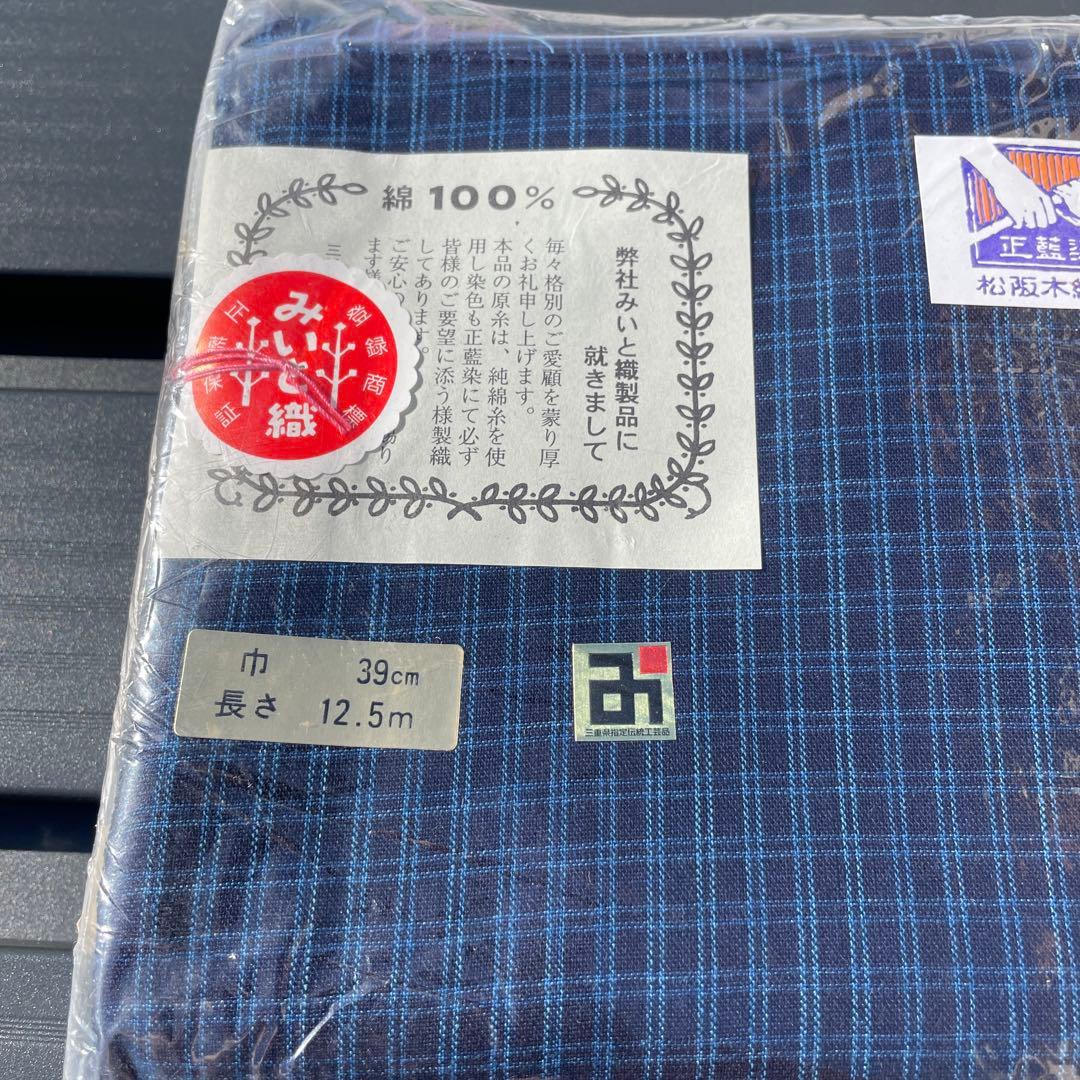 綿 100%
弊社みいと織製品に
就きまして
毎々格別のご愛顧を蒙り厚
くお礼申し上げます。
本品の原糸は、純綿糸を使
用し染色も正藍染にて必ず
皆様のご要望に添う様製織
してあります。
ご安心の
ます様
三
みいと織
登録商標
正藍保証
正藍染
松阪木綿
巾 39cm
長さ 12.5m
三重県指定伝統工芸品